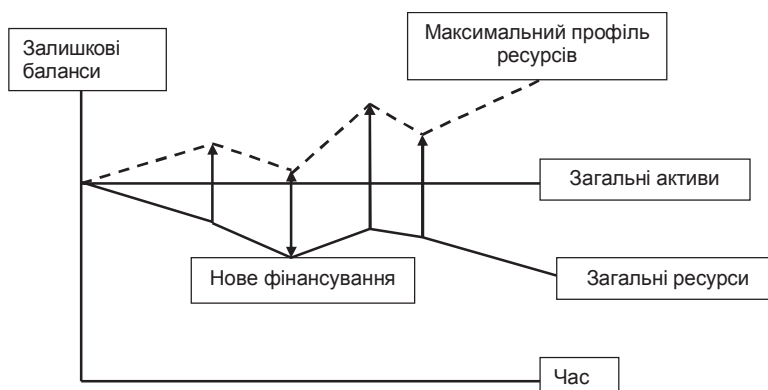 Залишкові
баланси
Максимальний профіль
ресурсів
Загальні активи
Нове фінансування
Загальні ресурси
Час